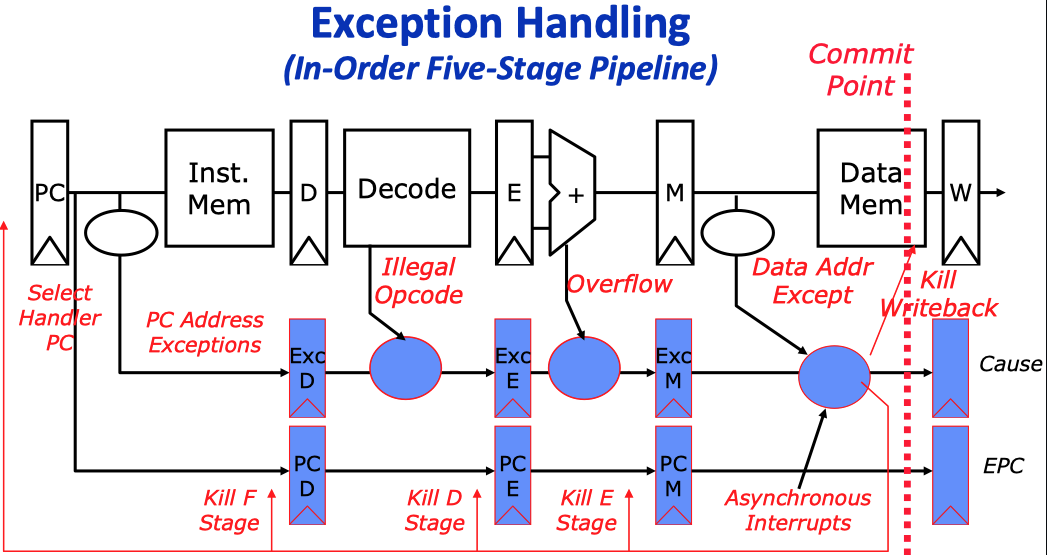 Exception Handling
(In-Order Five-Stage Pipeline)
Commit
Point
PC
Inst.
Mem
D
Decode
E
+
M
Data
Mem
W
Select
Handler
PC
PC Address
Exceptions
Illegal
Opcode
Overflow
Data Addr
Except
Kill
Writeback
Exc
D
Exc
E
Exc
M
Cause
PC
D
PC
E
PC
M
EPC
Kill F
Stage
Kill D
Stage
Kill E
Stage
Asynchronous
Interrupts